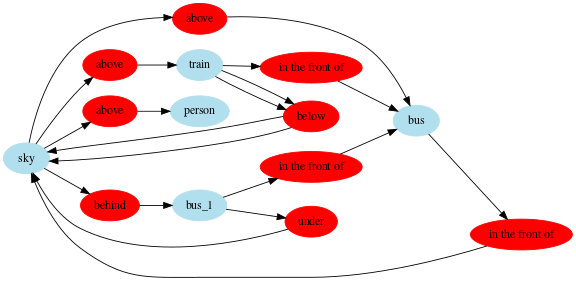 above
above
train
in the front of
above
person
below
bus
sky
in the front of
behind
bus_1
under
in the front of